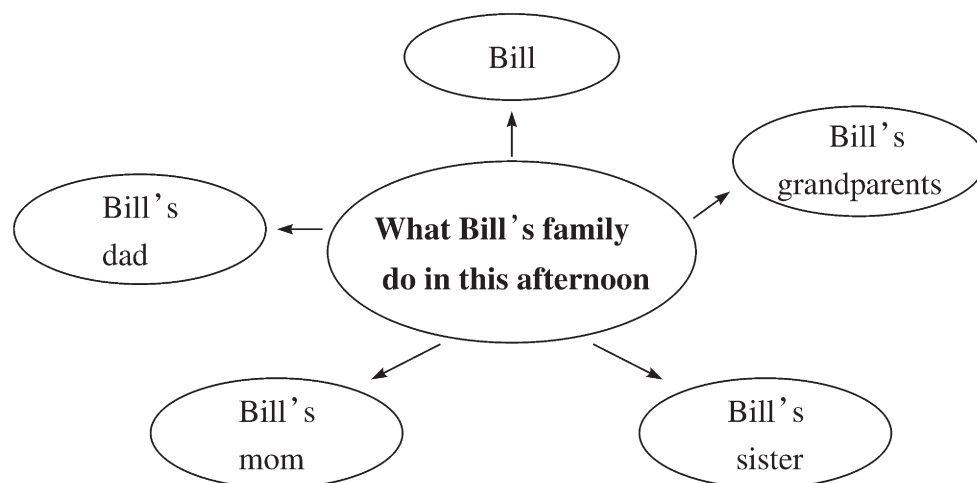 Bill
Bill's
grandparents
Bill's
dad
What Bill's family
do in this afternoon
Bill's
mom
Bill's
sister